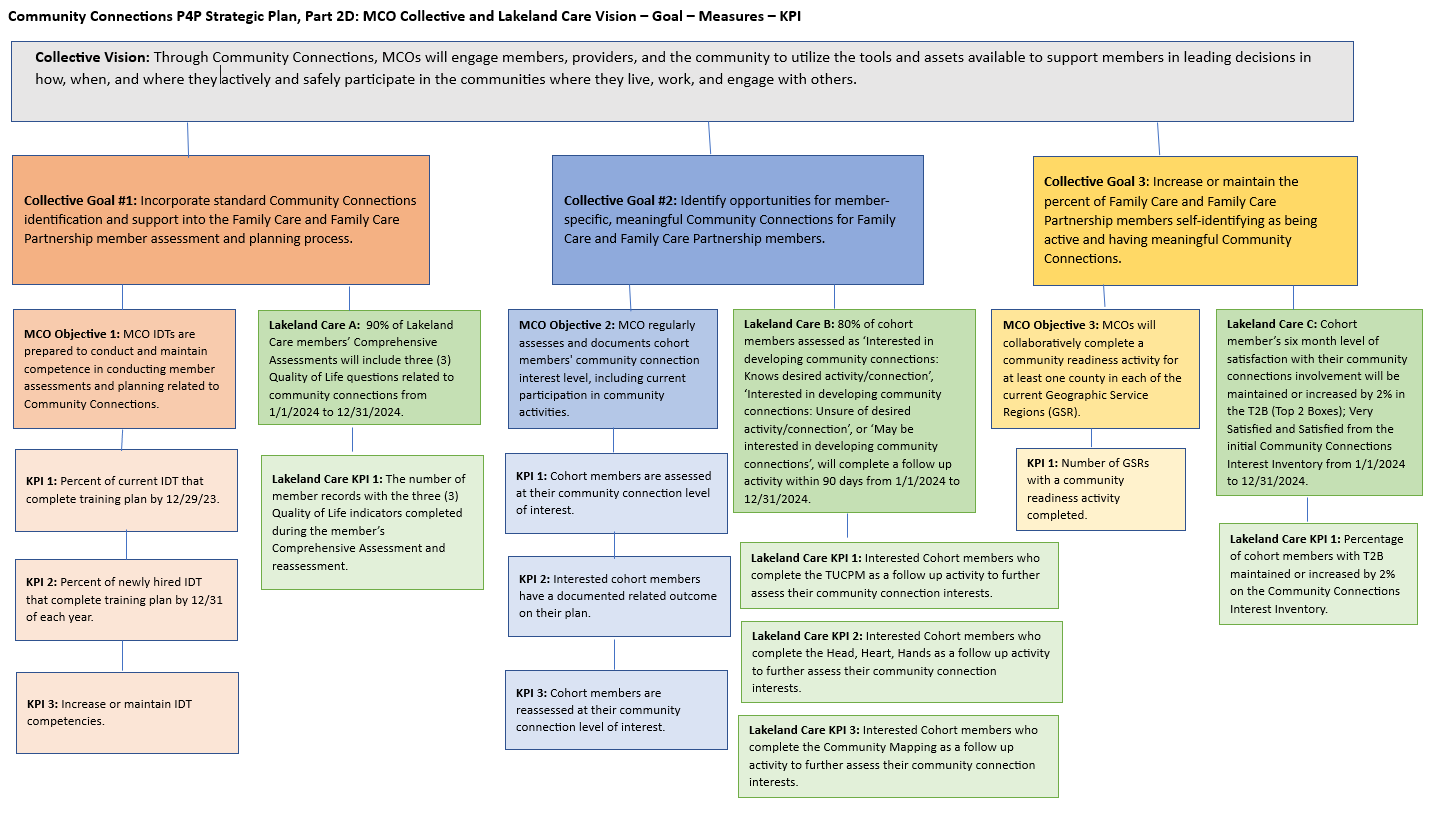 Community Connections P4P Strategic Plan, Part 2D: MCO Collective and Lakeland Care Vision – Goal – Measures – KPI
Collective Vision: Through Community Connections, MCOs will engage members, providers, and the community to utilize the tools and assets available to support members in leading decisions in
how, when, and where they actively and safely participate in the communities where they live, work, and engage with others.
Collective Goal #1: Incorporate standard Community Connections
identification and support into the Family Care and Family Care
Partnership member assessment and planning process.
MCO Objective 1: MCO IDTs are
prepared to conduct and maintain
competence in conducting member
assessments and planning related to
Community Connections.
KPI 1: Percent of current IDT that
complete training plan by 12/29/23.
KPI 2: Percent of newly hired IDT
that complete training plan by 12/31
of each year.
KPI 3: Increase or maintain IDT
competencies.
Lakeland Care A:  90% of Lakeland
Care members’ Comprehensive
Assessments will include three (3)
Quality of Life questions related to
community connections from
1/1/2024 to 12/31/2024.
Lakeland Care KPI 1: The number of
member records with the three (3)
Quality of Life indicators completed
during the member’s
Comprehensive Assessment and
reassessment.
Collective Goal #2: Identify opportunities for member-
specific, meaningful Community Connections for Family
Care and Family Care Partnership members.
MCO Objective 2: MCO regularly
assesses and documents cohort
members' community connection
interest level, including current
participation in community
activities.
KPI 1: Cohort members are assessed
at their community connection level
of interest.
KPI 2: Interested cohort members
have a documented related outcome
on their plan.
KPI 3: Cohort members are
reassessed at their community
connection level of interest.
Lakeland Care B: 80% of cohort
members assessed as ‘Interested in
developing community connections:
Knows desired activity/connection’,
‘Interested in developing community
connections: Unsure of desired
activity/connection’, or ‘May be
interested in developing community
connections’, will complete a follow up
activity within 90 days from 1/1/2024 to
12/31/2024.
Lakeland Care KPI 1: Interested Cohort members who
complete the TUCPM as a follow up activity to further
assess their community connection interests.
Lakeland Care KPI 2: Interested Cohort members who
complete the Head, Heart, Hands as a follow up activity
to further assess their community connection
interests.
Lakeland Care KPI 3: Interested Cohort members who
complete the Community Mapping as a follow up
activity to further assess their community connection
interests.
Collective Goal 3: Increase or maintain the
percent of Family Care and Family Care
Partnership members self-identifying as being
active and having meaningful Community
Connections.
MCO Objective 3: MCOs will
collaboratively complete a
community readiness activity for
at least one county in each of the
current Geographic Service
Regions (GSR).
KPI 1: Number of GSRs
with a community
readiness activity
completed.
Lakeland Care C: Cohort
member’s six month level of
satisfaction with their community
connections involvement will be
maintained or increased by 2% in
the T2B (Top 2 Boxes); Very
Satisfied and Satisfied from the
initial Community Connections
Interest Inventory from 1/1/2024
to 12/31/2024.
Lakeland Care KPI 1: Percentage
of cohort members with T2B
maintained or increased by 2%
on the Community Connections
Interest Inventory.